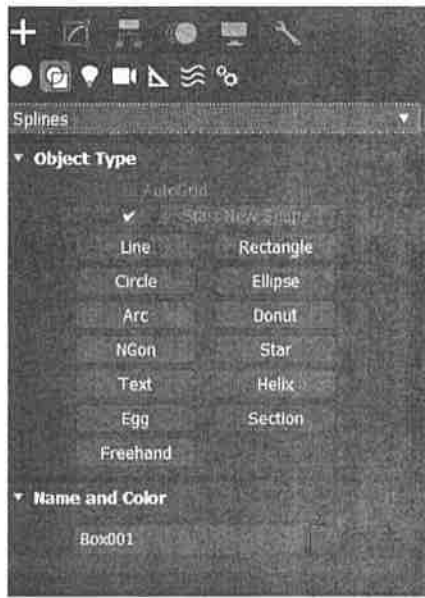 Splines
Object Type
AutoGrid
Start New Shape
Line Rectangle
Circle Ellipse
Arc Donut
NGon Star
Text Helix
Egg Section
Freehand
Name and Color
Box001